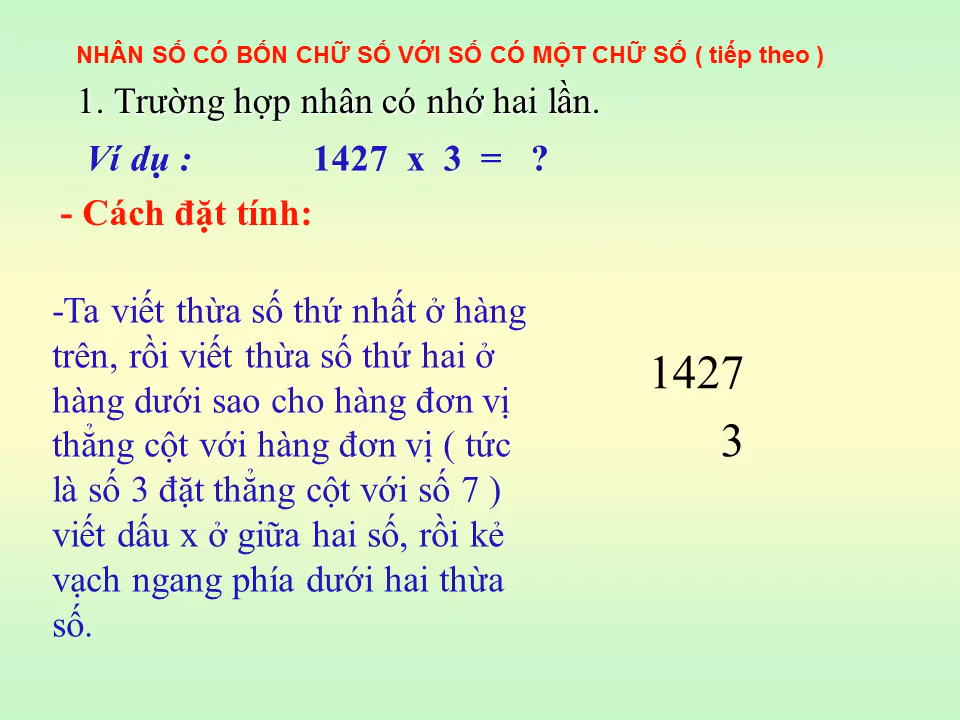 NHÂN SỐ CÓ BỐN CHỮ SỐ VỚI SỐ CÓ MỘT CHỮ SỐ ( tiếp theo )
1. Trường hợp nhân có nhớ hai lần.
Ví dụ : 1427 x 3 = ?
- Cách đặt tính:
-Ta viết thừa số thứ nhất ở hàng
trên, rồi viết thừa số thứ hai ở
hàng dưới sao cho hàng đơn vị
thẳng cột với hàng đơn vị ( tức
là số 3 đặt thẳng cột với số 7 )
viết dấu x ở giữa hai số, rồi kẻ
vạch ngang phía dưới hai thừa
số.
1427
3